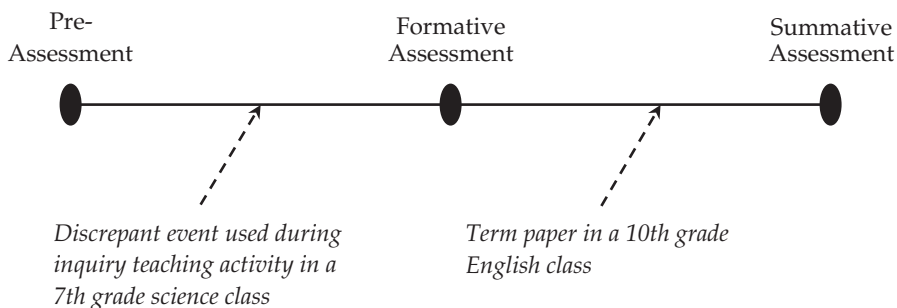 Pre-
Assessment
Formative
Assessment
Summative
Assessment
Discrepant event used during
inquiry teaching activity in a
7th grade science class
Term paper in a 10th grade
English class